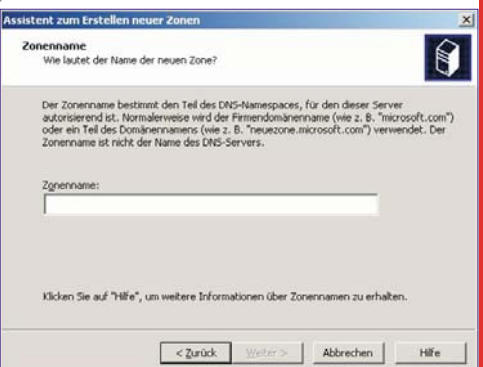 Assistent zum Erstellen neuer Zonen
Zonenname
Wie lautet der Name der neuen Zone?
Der Zonenname bestimmt den Teil des DNS-Namespaces, für den dieser Server
autorisierend ist. Normalerweise wird der Firmendomänenname (wie z. B. "microsoft.com")
oder ein Teil des Domänennamens (wie z. B. "neuezone.microsoft.com") verwendet. Der
Zonenname ist nicht der Name des DNS-Servers.
Zonenname:
Klicken Sie auf "Hilfe", um weitere Informationen über Zonennamen zu erhalten.
< Zurück Weiter > Abbrechen Hilfe